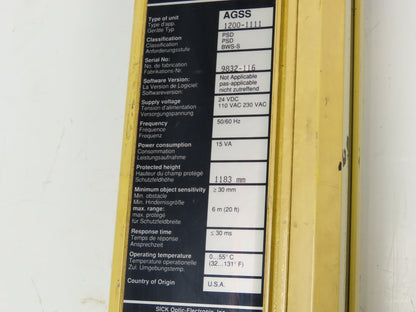 Type of unit
Type d'app.
Geräte Typ
AGSS
1200-1111
Classification
Classification
Anforderungsstufe
PSD
PSD
BWS-S
Serial No:
No. de fabrication
Fabrikations Nr.
9832-116
Software Version:
La Version de Logiciel:
Softwareversion
Not Applicable
pas-applicable
nicht zutreffend
Supply voltage
Tension d'alimentation
Versorgungsspannung
24 VDC
110 VAC 230 VAC
Frequency
Fréquence
Frequenz
50/60 Hz
Power consumption
Consommation
Leistungsaufnahme
15 VA
Protected height
Hauteur du champ protégé
Schutzfeldhöhe
1183 mm
Minimum object sensitivity
Min. obstacle
Min. Hindernissgröße
≥ 30 mm
max. range:
max. protégé
für Schutzfeldbreite.
6 m (20 ft)
Response time
Temps de réponse
Ansprechzeit
≤ 30 ms
Operating temperature
Température operationelle
Zul. Umgebungstemp.
0...55° C
(32...131° F)
Country of Origin
U.S.A.
SICK Optic-Electronic, Inc.